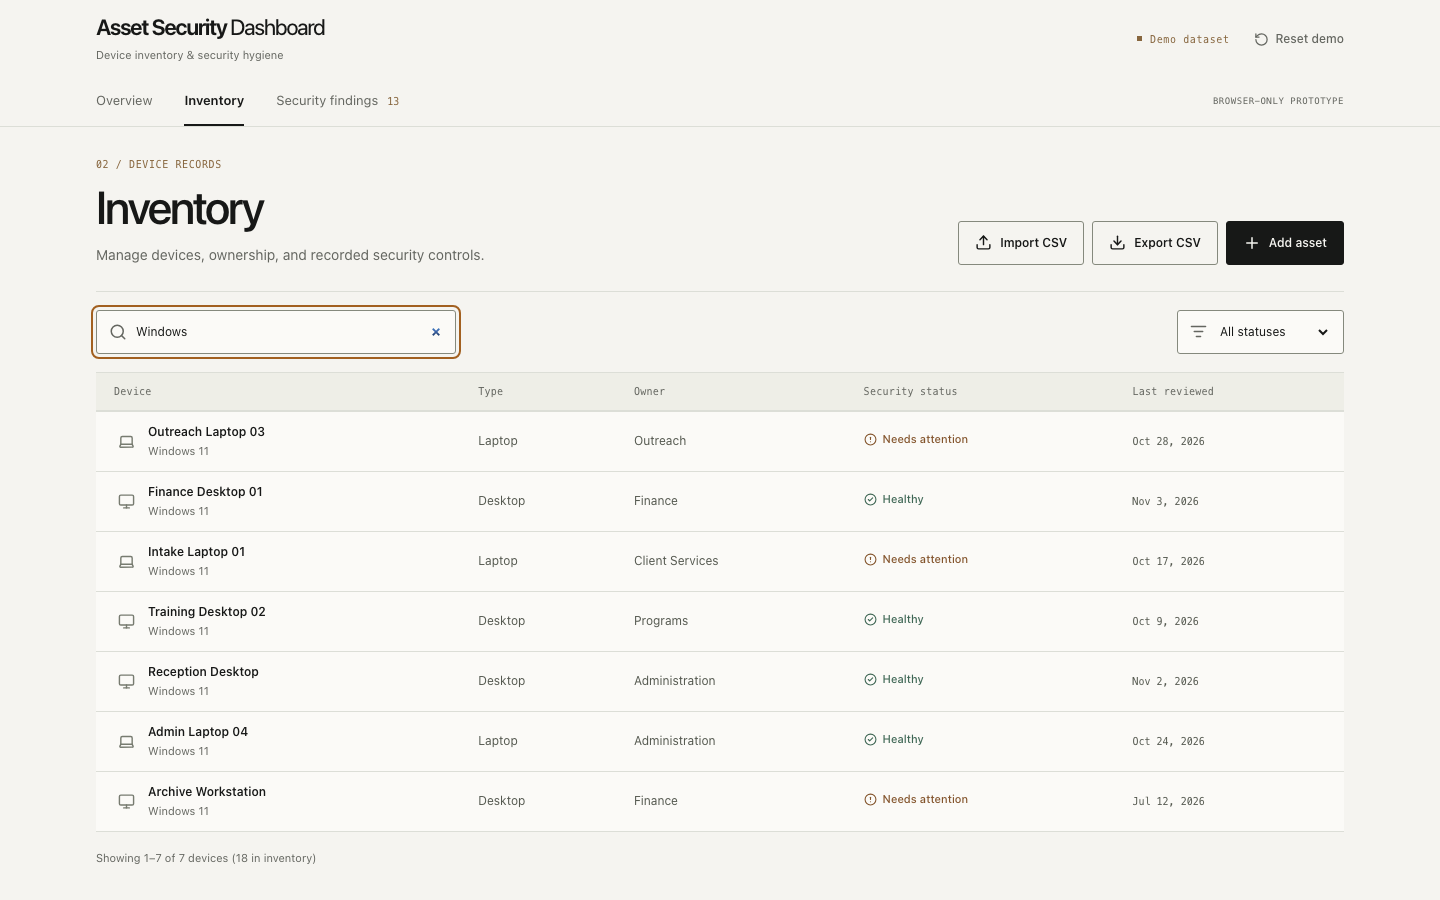 Asset Security Dashboard
Device inventory & security hygiene
Demo dataset
Reset demo
Overview
Inventory
Security findings 13
BROWSER-ONLY PROTOTYPE
02 / DEVICE RECORDS
Inventory
Manage devices, ownership, and recorded security controls.
Import CSV
Export CSV
Add asset
Windows
All statuses
Device Type Owner Security status Last reviewed
Outreach Laptop 03
Windows 11
Laptop Outreach Needs attention Oct 28, 2026
Finance Desktop 01
Windows 11
Desktop Finance Healthy Nov 3, 2026
Intake Laptop 01
Windows 11
Laptop Client Services Needs attention Oct 17, 2026
Training Desktop 02
Windows 11
Desktop Programs Healthy Oct 9, 2026
Reception Desktop
Windows 11
Desktop Administration Healthy Nov 2, 2026
Admin Laptop 04
Windows 11
Laptop Administration Healthy Oct 24, 2026
Archive Workstation
Windows 11
Desktop Finance Needs attention Jul 12, 2026
Showing 1–7 of 7 devices (18 in inventory)